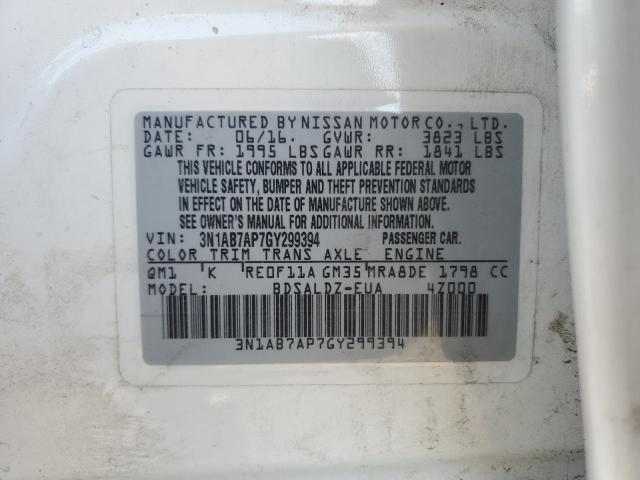 MANUFACTURED BY NISSAN MOTOR CO., LTD.
DATE: 06/16. GVWR: 3823 LBS
GAWR FR: 1995 LBS GAWR RR: 1841 LBS
THIS VEHICLE CONFORMS TO ALL APPLICABLE FEDERAL MOTOR
VEHICLE SAFETY, BUMPER AND THEFT PREVENTION STANDARDS
IN EFFECT ON THE DATE OF MANUFACTURE SHOWN ABOVE.
SEE OWNER'S MANUAL FOR ADDITIONAL INFORMATION.
VIN: 3N1AB7AP7GY299394 PASSENGER CAR.
COLOR TRIM TRANS AXLE ENGINE
QM1 K RE0F11A GM35 MRA8DE 1798 CC
MODEL: BDSALDZ-EUA 4Z000
3N1AB7AP7GY299394